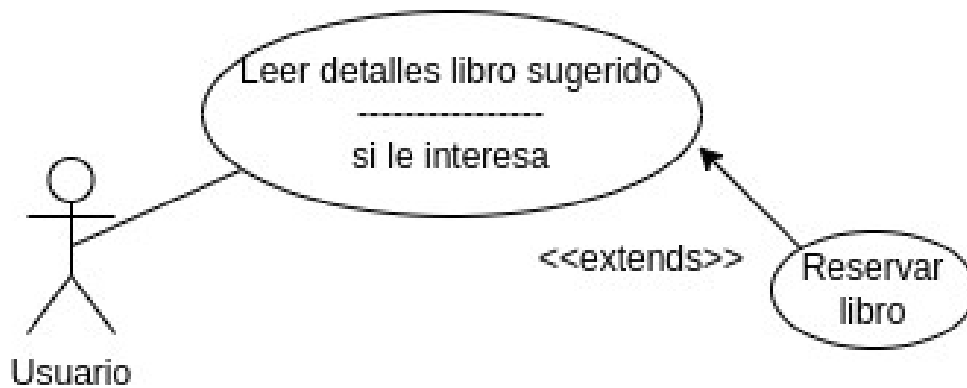 Leer detalles libro sugerido
----------------
si le interesa
<<extends>>
Reservar
libro
Usuario